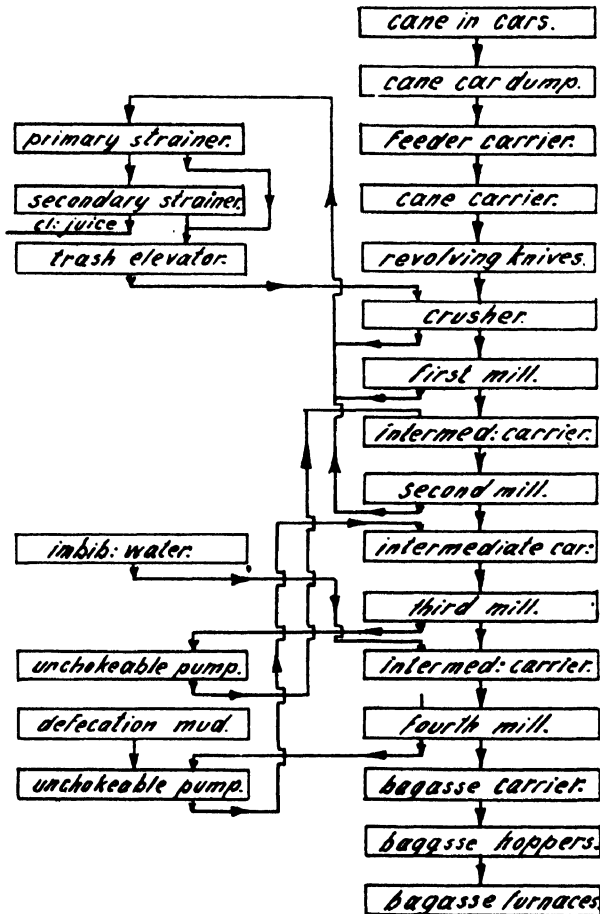 cane in cars.
cane car dump.
primary strainer.
feeder carrier.
secondary strainer.
cane carrier.
cl: juice
trash elevator.
revolving knives.
crusher.
first mill.
intermed: carrier.
second mill.
imbib: water.
intermediate car:
third mill.
unchokeable pump.
intermed: carrier.
defecation mud.
fourth mill.
unchokeable pump.
bagasse carrier.
bagasse hoppers.
bagasse furnaces